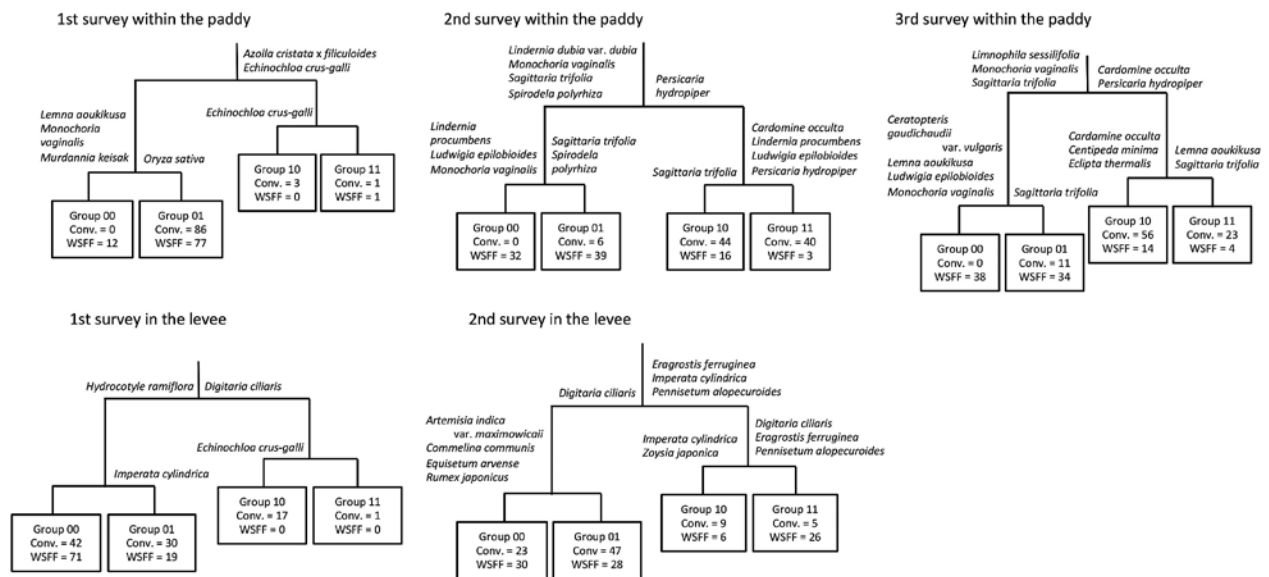 1st survey within the paddy
Azolla cristata x filiculoides
Echinochloa crus-galli
Lemna aoukikusa
Monochoria
vaginalis
Murdannia keisak
Oryza sativa
Echinochloa crus-galli
Group 00
Conv. = 0
WSFF = 12
Group 01
Conv. = 86
WSFF = 77
Group 10
Conv. = 3
WSFF = 0
Group 11
Conv. = 1
WSFF = 1
2nd survey within the paddy
Lindernia dubia var. dubia
Monochoria vaginalis
Sagittaria trifolia
Spirodela polyrhiza
Persicaria
hydropiper
Lindernia
procumbens
Ludwigia epilobioides
Monochoria vaginalis
Sagittaria trifolia
Spirodela
polyrhiza
Sagittaria trifolia
Cardomine occulta
Lindernia procumbens
Ludwigia epilobioides
Persicaria hydropiper
Group 00
Conv. = 0
WSFF = 32
Group 01
Conv. = 6
WSFF = 39
Group 10
Conv. = 44
WSFF = 16
Group 11
Conv. = 40
WSFF = 3
3rd survey within the paddy
Limnophila sessilifolia
Monochoria vaginalis
Sagittaria trifolia
Cardomine occulta
Persicaria hydropiper
Ceratopteris
gaudichaudii
var. vulgaris
Lemna aoukikusa
Ludwigia epilobioides
Monochoria vaginalis
Sagittaria trifolia
Cardamine occulta
Centipeda minima
Eclipta thermalis
Lemna aoukikusa
Sagittaria trifolia
Group 00
Conv. = 0
WSFF = 38
Group 01
Conv. = 11
WSFF = 34
Group 10
Conv. = 56
WSFF = 14
Group 11
Conv. = 23
WSFF = 4
1st survey in the levee
Hydrocotyle ramiflora
Digitaria ciliaris
Imperata cylindrica
Echinochloa crus-galli
Group 00
Conv. = 42
WSFF = 71
Group 01
Conv. = 30
WSFF = 19
Group 10
Conv. = 17
WSFF = 0
Group 11
Conv. = 1
WSFF = 0
2nd survey in the levee
Digitaria ciliaris
Eragrostis ferruginea
Imperata cylindrica
Pennisetum alopecuroides
Artemisia indica
var. maximowicaii
Commelina communis
Equisetum arvense
Rumex japonicus
Imperata cylindrica
Zoysia japonica
Digitaria ciliaris
Eragrostis ferruginea
Pennisetum alopecuroides
Group 00
Conv. = 23
WSFF = 30
Group 01
Conv. = 47
WSFF = 28
Group 10
Conv. = 9
WSFF = 6
Group 11
Conv. = 5
WSFF = 26